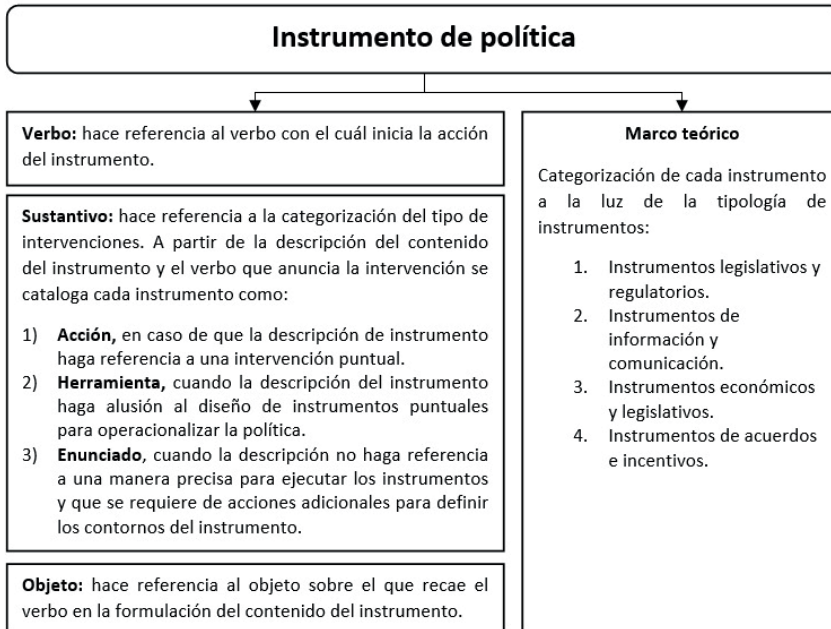 Instrumento de política
Verbo: hace referencia al verbo con el cuál inicia la acción
del instrumento.
Sustantivo: hace referencia a la categorización del tipo de
intervenciones. A partir de la descripción del contenido
del instrumento y el verbo que anuncia la intervención se
cataloga cada instrumento como:
1) Acción, en caso de que la descripción de instrumento
haga referencia a una intervención puntual.
2) Herramienta, cuando la descripción del instrumento
haga alusión al diseño de instrumentos puntuales
para operacionalizar la política.
3) Enunciado, cuando la descripción no haga referencia
a una manera precisa para ejecutar los instrumentos
y que se requiere de acciones adicionales para definir
los contornos del instrumento.
Objeto: hace referencia al objeto sobre el que recae el
verbo en la formulación del contenido del instrumento.
Marco teórico
Categorización de cada instrumento
a la luz de la tipología de
instrumentos:
1. Instrumentos legislativos y
regulatorios.
2. Instrumentos de
información y
comunicación.
3. Instrumentos económicos
y legislativos.
4. Instrumentos de acuerdos
e incentivos.